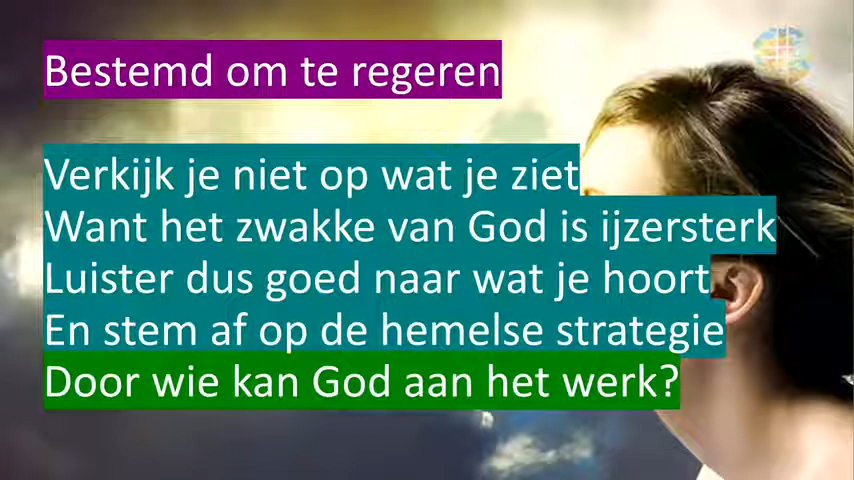 Bestemd om te regeren
Verkijk je niet op wat je ziet
Want het zwakke van God is ijzersterk
Luister dus goed naar wat je hoort
En stem af op de hemelse strategie
Door wie kan God aan het werk?